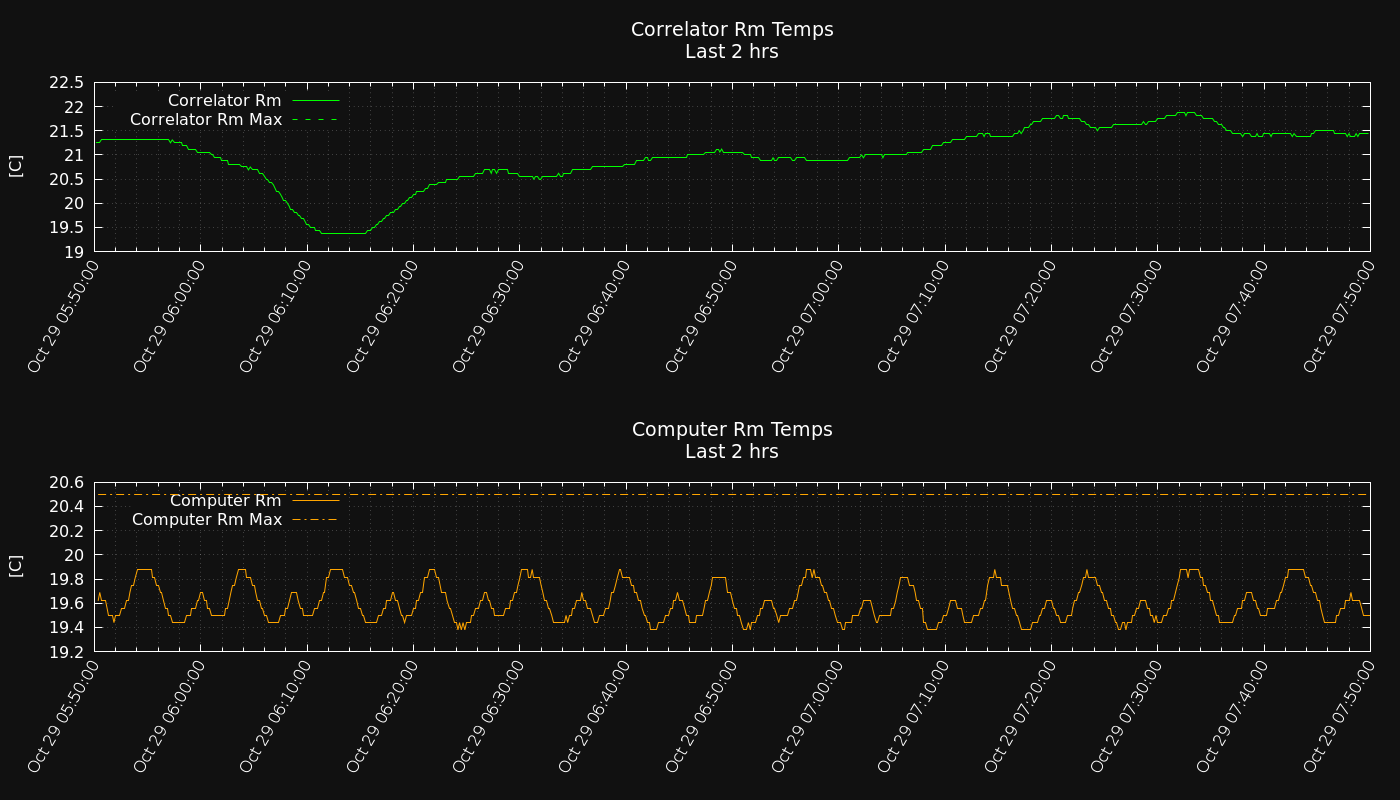 Correlator Rm Temps
Last 2 hrs
22.5
22
21.5
21
20.5
20
19.5
19
[C]
Correlator Rm
Correlator Rm Max
Oct 29 05:50:00
Oct 29 06:00:00
Oct 29 06:10:00
Oct 29 06:20:00
Oct 29 06:30:00
Oct 29 06:40:00
Oct 29 06:50:00
Oct 29 07:00:00
Oct 29 07:10:00
Oct 29 07:20:00
Oct 29 07:30:00
Oct 29 07:40:00
Oct 29 07:50:00
Computer Rm Temps
Last 2 hrs
20.6
20.4
20.2
20
19.8
19.6
19.4
19.2
[C]
Computer Rm
Computer Rm Max
Oct 29 05:50:00
Oct 29 06:00:00
Oct 29 06:10:00
Oct 29 06:20:00
Oct 29 06:30:00
Oct 29 06:40:00
Oct 29 06:50:00
Oct 29 07:00:00
Oct 29 07:10:00
Oct 29 07:20:00
Oct 29 07:30:00
Oct 29 07:40:00
Oct 29 07:50:00